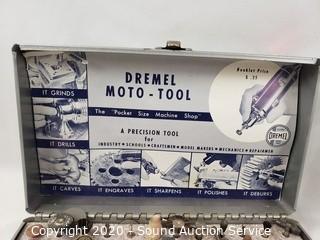 DREMEL
MOTO-TOOL
Booklet Price
$ .25
The "Pocket Size Machine Shop"
A PRECISION TOOL
for
INDUSTRY • SCHOOLS • CRAFTSMEN • MODEL MAKERS • MECHANICS • REPAIRMEN
DREMEL
IT GRINDS
IT DRILLS
IT CARVES
IT ENGRAVES
IT SHARPENS
IT POLISHES
IT DEBURRS
Copyright 2020 - Sound Auction Service